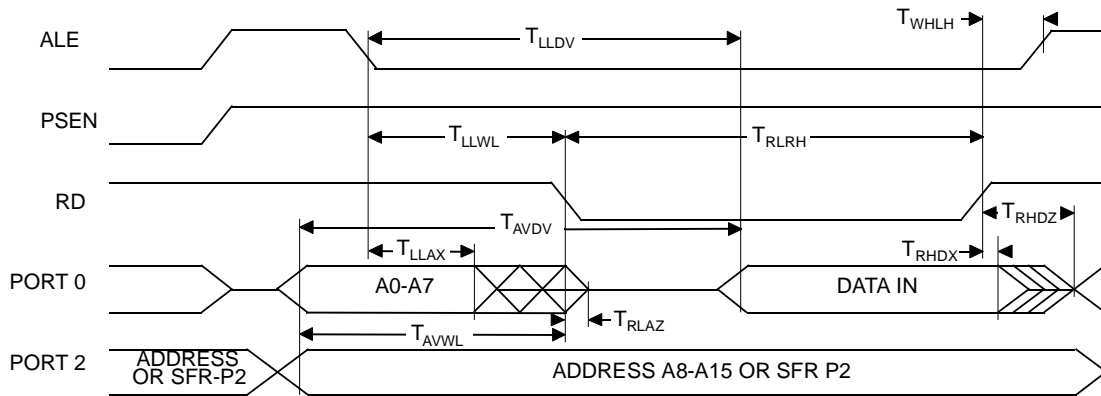 T_WHLH
ALE
T_LLDV
PSEN
T_LLWL
T_RLRH
RD
T_AVDV
T_RHDZ
T_LLAX
T_RHDX
PORT 0
A0-A7
DATA IN
T_RLAZ
T_AVWL
PORT 2
ADDRESS
OR SFR-P2
ADDRESS A8-A15 OR SFR P2